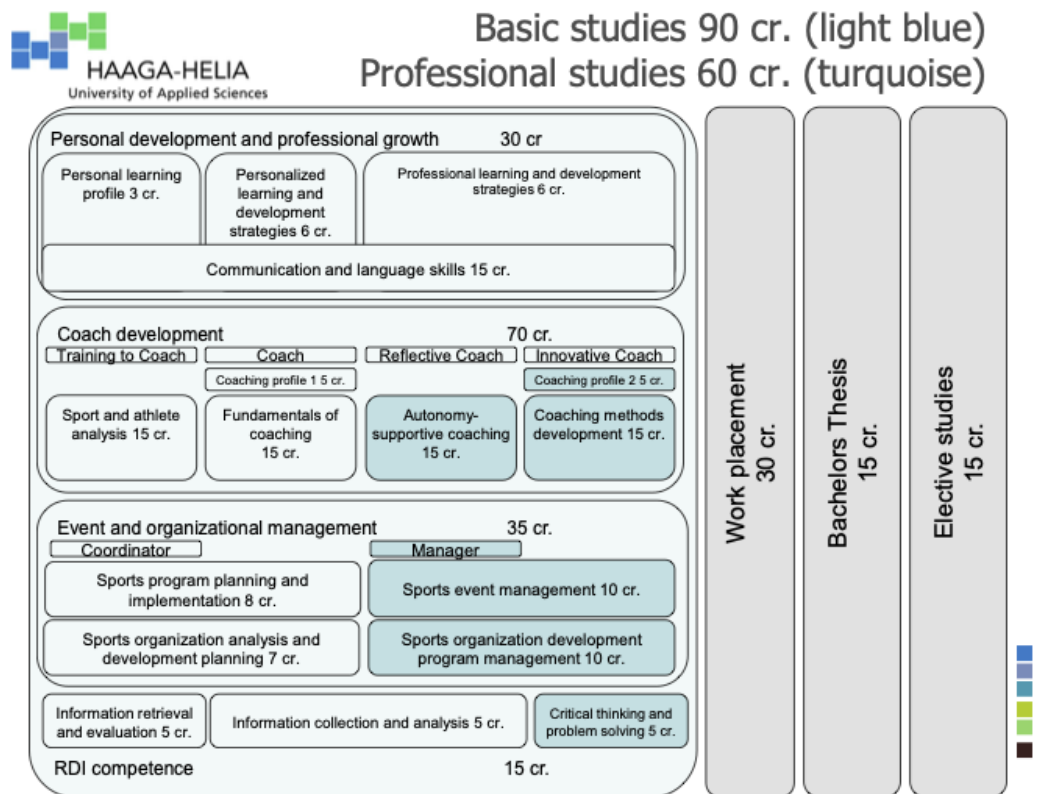 Basic studies 90 cr. (light blue)
Professional studies 60 cr. (turquoise)
HAAGA-HELIA
University of Applied Sciences
Personal development and professional growth 30 cr
Personal learning
profile 3 cr.
Personalized
learning and
development
strategies 6 cr.
Professional learning and development
strategies 6 cr.
Communication and language skills 15 cr.
Coach development 70 cr.
Training to Coach
Coach
Reflective Coach
Innovative Coach
Coaching profile 1 5 cr.
Coaching profile 2 5 cr.
Sport and athlete
analysis 15 cr.
Fundamentals of
coaching
15 cr.
Autonomy-
supportive coaching
15 cr.
Coaching methods
development 15 cr.
Event and organizational management 35 cr.
Coordinator
Manager
Sports program planning and
implementation 8 cr.
Sports event management 10 cr.
Sports organization analysis and
development planning 7 cr.
Sports organization development
program management 10 cr.
Information retrieval
and evaluation 5 cr.
Information collection and analysis 5 cr.
Critical thinking and
problem solving 5 cr.
RDI competence 15 cr.
Work placement
30 cr.
Bachelors Thesis
15 cr.
Elective studies
15 cr.